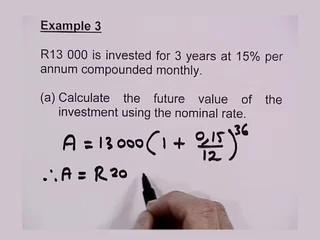 Example 3
R13 000 is invested for 3 years at 15% per
annum compounded monthly.
(a) Calculate the future value of the
investment using the nominal rate.
A = 13 000 (1 + 0,15/12)^36
∴ A = R 20